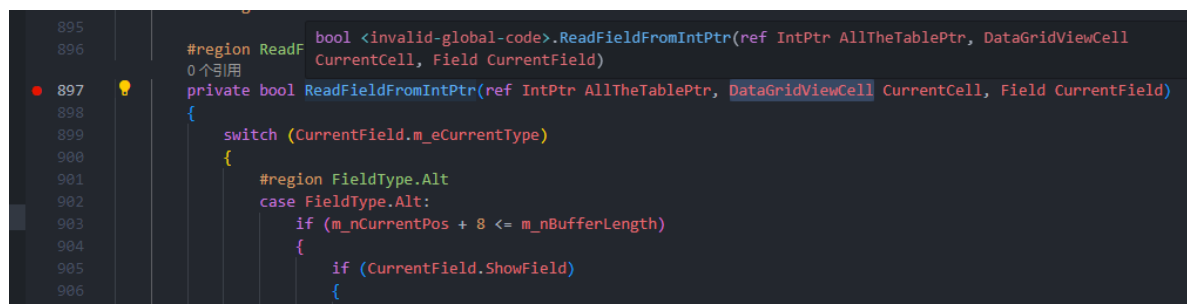 895
bool <invalid-global-code>.ReadFieldFromIntPtr(ref IntPtr AllTheTablePtr, DataGridViewCell
CurrentCell, Field CurrentField)
896 #region ReadF
0 个引用
897 private bool ReadFieldFromIntPtr(ref IntPtr AllTheTablePtr, DataGridViewCell CurrentCell, Field CurrentField)
898 {
899 switch (CurrentField.m_eCurrentType)
900 {
901 #region FieldType.Alt
902 case FieldType.Alt:
903 if (m_nCurrentPos + 8 <= m_nBufferLength)
904 {
905 if (CurrentField.ShowField)
906 {